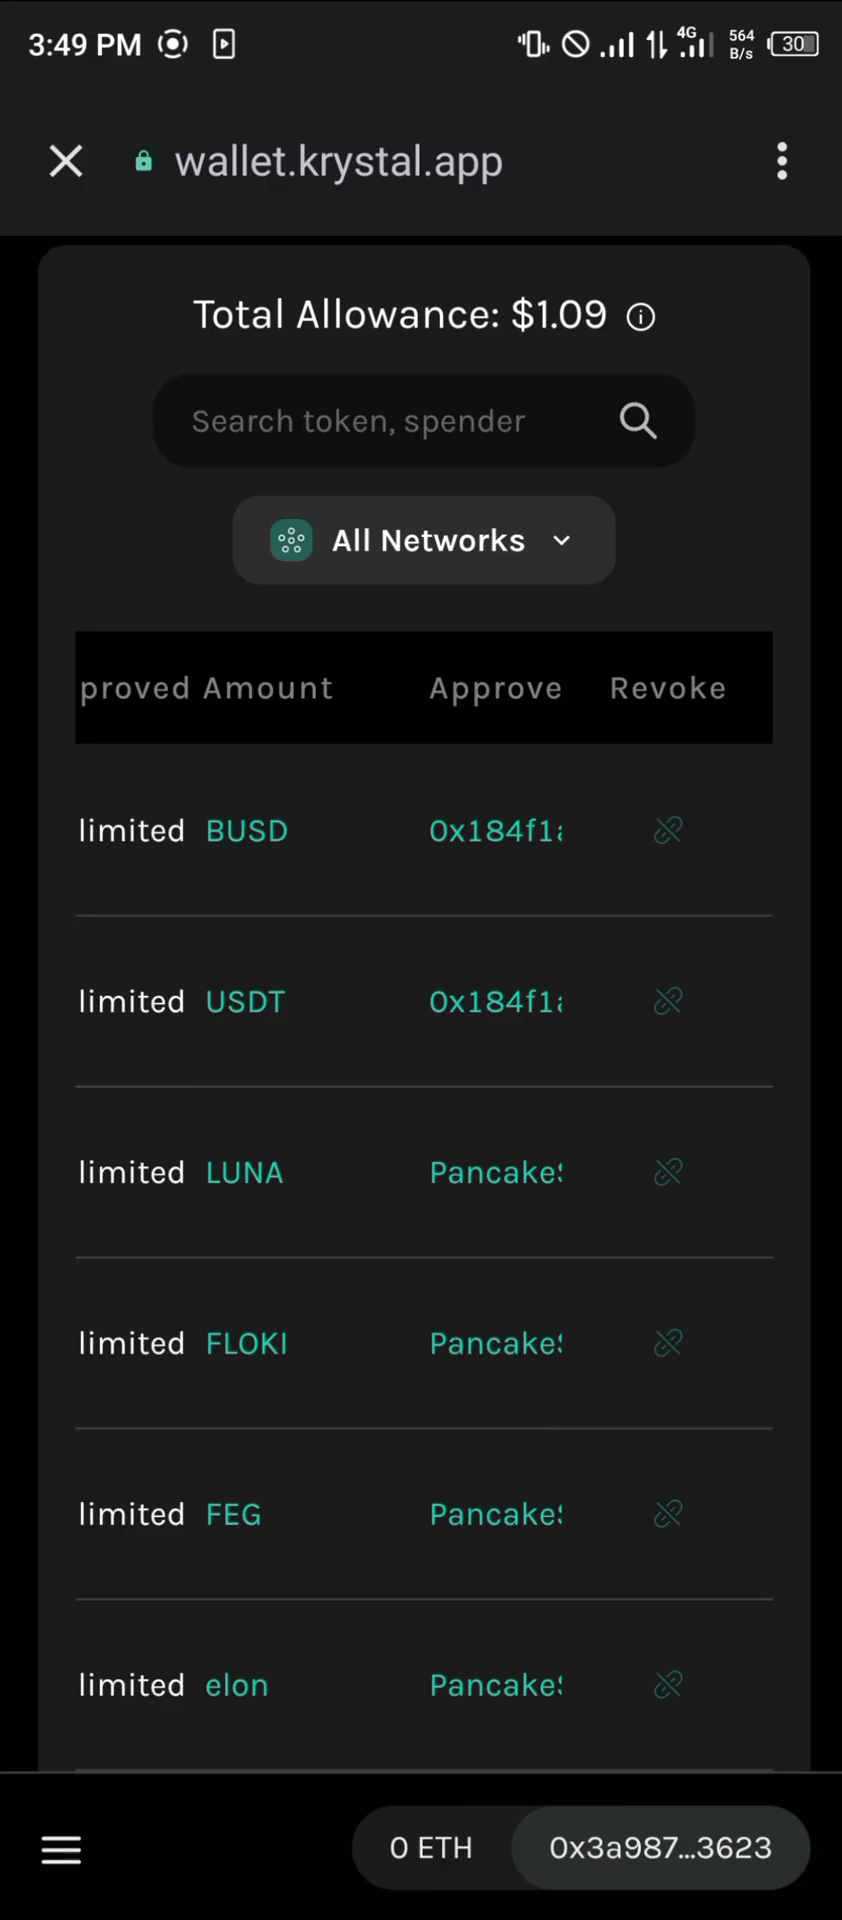 3:49 PM
4G
564
B/s
30
wallet.krystal.app
Total Allowance: $1.09
Search token, spender
All Networks
proved Amount Approve Revoke
limited BUSD 0x184f1a
limited USDT 0x184f1a
limited LUNA Pancake
limited FLOKI Pancake
limited FEG Pancake
limited elon Pancake
0 ETH 0x3a987...3623